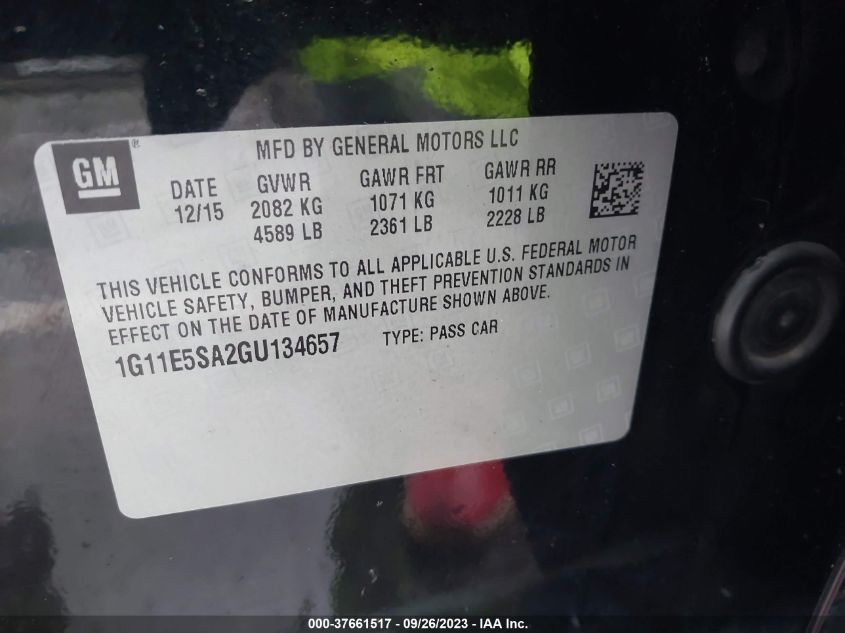 GM®
MFD BY GENERAL MOTORS LLC
DATE GVWR GAWR FRT GAWR RR
12/15 2082 KG 1071 KG 1011 KG
4589 LB 2361 LB 2228 LB
THIS VEHICLE CONFORMS TO ALL APPLICABLE U.S. FEDERAL MOTOR
VEHICLE SAFETY, BUMPER, AND THEFT PREVENTION STANDARDS IN
EFFECT ON THE DATE OF MANUFACTURE SHOWN ABOVE.
1G11E5SA2GU134657 TYPE: PASS CAR
000-37661517 - 09/26/2023 - IAA Inc.